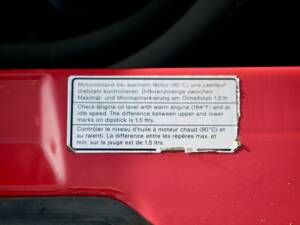 Motorölstand bei warmem Motor (90°C) und Leerlauf-
drehzahl kontrollieren. Differenzmenge zwischen
Maximal- und Minimalmarkierung am Ölmeßstab 1,5 ltr.
Check engine oil level with warm engine (194°F) and at
idle speed. The difference between upper and lower
marks on dipstick is 1.5 ltrs.
Contrôler le niveau d'huile à moteur chaud (90°C) et
au ralenti. La différence entre les repères max. et
min. sur la jauge est de 1.5 ltrs.